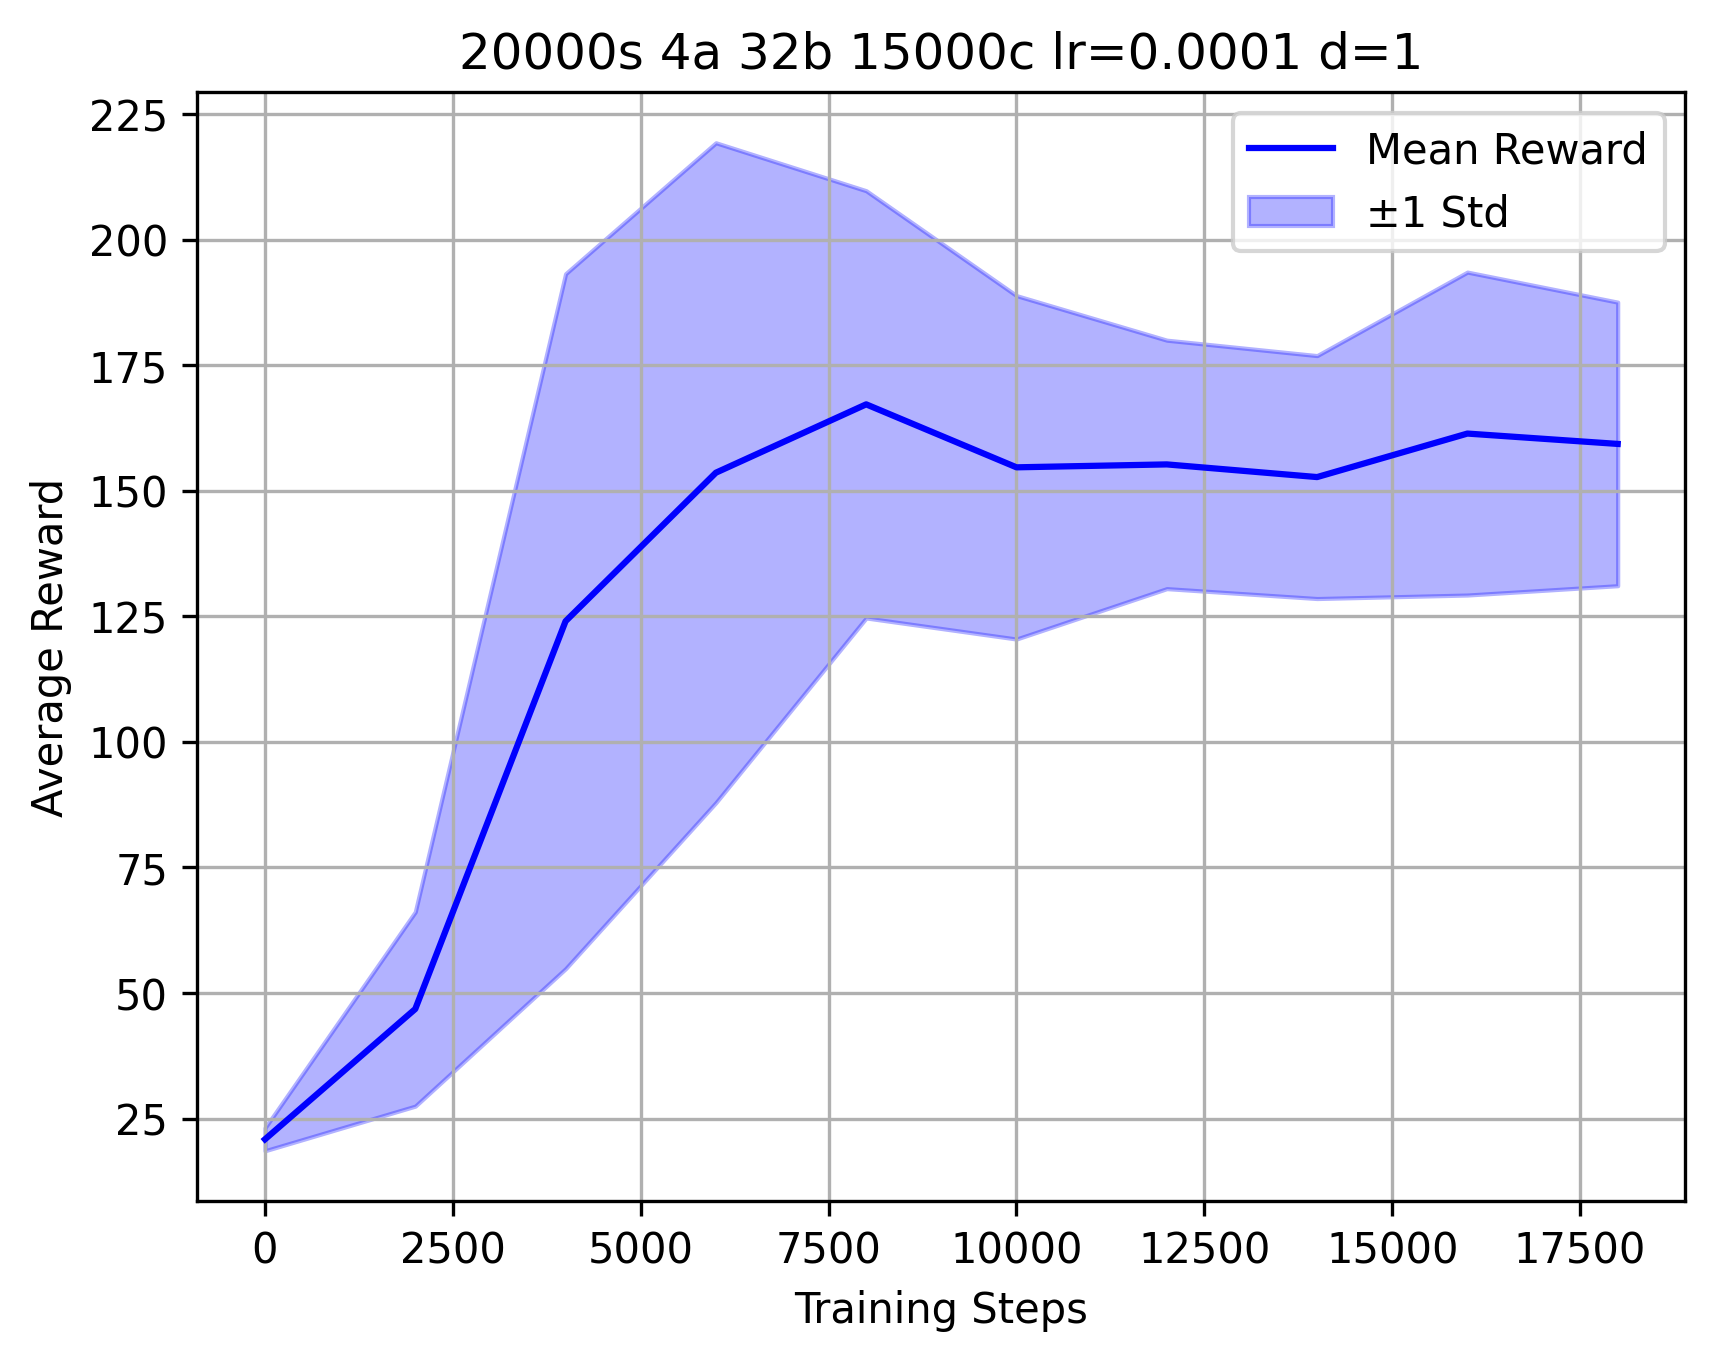 20000s 4a 32b 15000c lr=0.0001 d=1
Mean Reward
±1 Std
Average Reward
225
200
175
150
125
100
75
50
25
0 2500 5000 7500 10000 12500 15000 17500
Training Steps